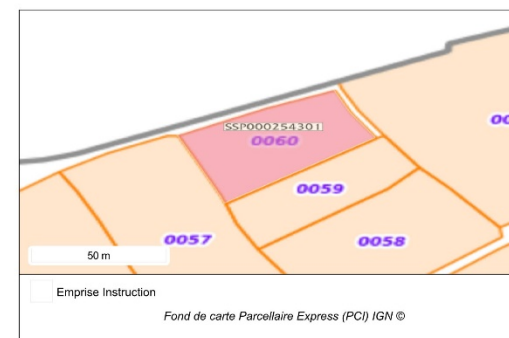 SSP000254301
0060
00
0059
0057
0058
50 m
Emprise Instruction
Fond de carte Parcellaire Express (PCI) IGN ©